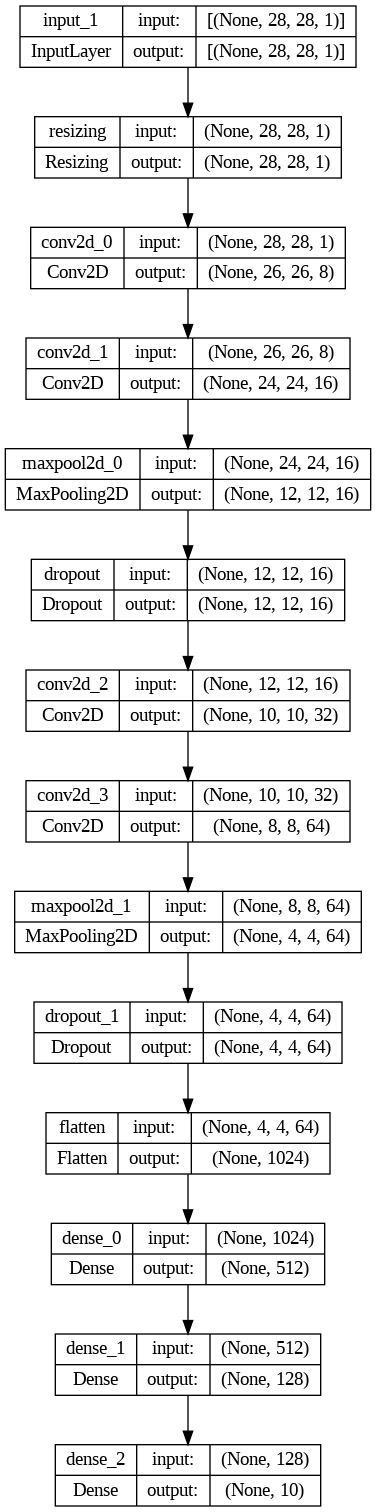 input_1 input: [(None, 28, 28, 1)]
InputLayer output: [(None, 28, 28, 1)]
resizing input: (None, 28, 28, 1)
Resizing output: (None, 28, 28, 1)
conv2d_0 input: (None, 28, 28, 1)
Conv2D output: (None, 26, 26, 8)
conv2d_1 input: (None, 26, 26, 8)
Conv2D output: (None, 24, 24, 16)
maxpool2d_0 input: (None, 24, 24, 16)
MaxPooling2D output: (None, 12, 12, 16)
dropout input: (None, 12, 12, 16)
Dropout output: (None, 12, 12, 16)
conv2d_2 input: (None, 12, 12, 16)
Conv2D output: (None, 10, 10, 32)
conv2d_3 input: (None, 10, 10, 32)
Conv2D output: (None, 8, 8, 64)
maxpool2d_1 input: (None, 8, 8, 64)
MaxPooling2D output: (None, 4, 4, 64)
dropout_1 input: (None, 4, 4, 64)
Dropout output: (None, 4, 4, 64)
flatten input: (None, 4, 4, 64)
Flatten output: (None, 1024)
dense_0 input: (None, 1024)
Dense output: (None, 512)
dense_1 input: (None, 512)
Dense output: (None, 128)
dense_2 input: (None, 128)
Dense output: (None, 10)